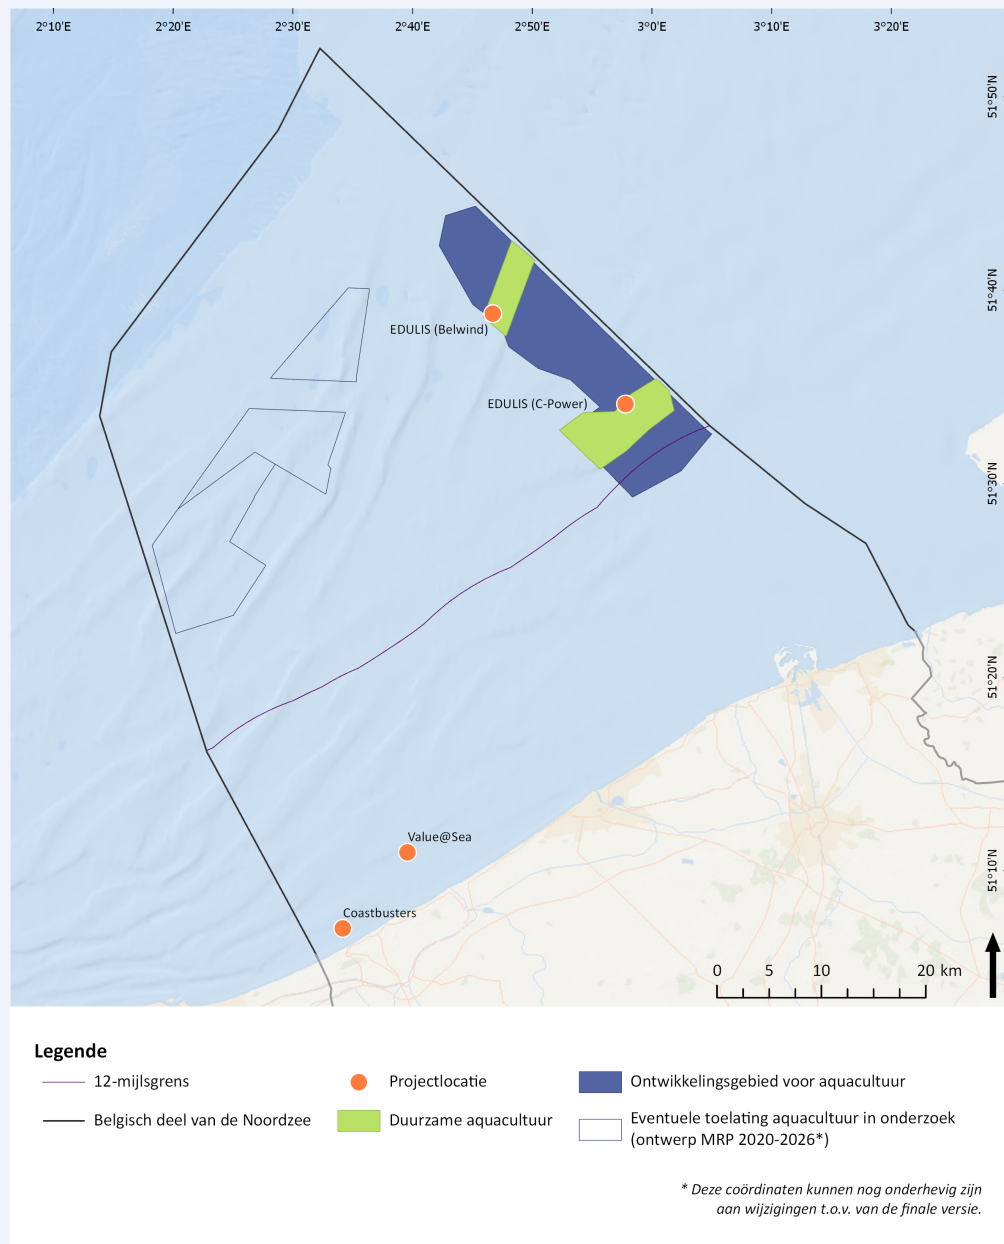 2°10'E 2°20'E 2°30'E 2°40'E 2°50'E 3°0'E 3°10'E 3°20'E
51°50'N
51°40'N
EDULIS (Belwind)
EDULIS (C-Power)
51°30'N
51°20'N
Value@Sea
51°10'N
Coastbusters
0 5 10 20 km
Legende
12-mijlsgrens
Projectlocatie
Ontwikkelingsgebied voor aquacultuur
Belgisch deel van de Noordzee
Duurzame aquacultuur
Eventuele toelating aquacultuur in onderzoek
(ontwerp MRP 2020-2026*)
* Deze coördinaten kunnen nog onderhevig zijn
aan wijzigingen t.o.v. van de finale versie.